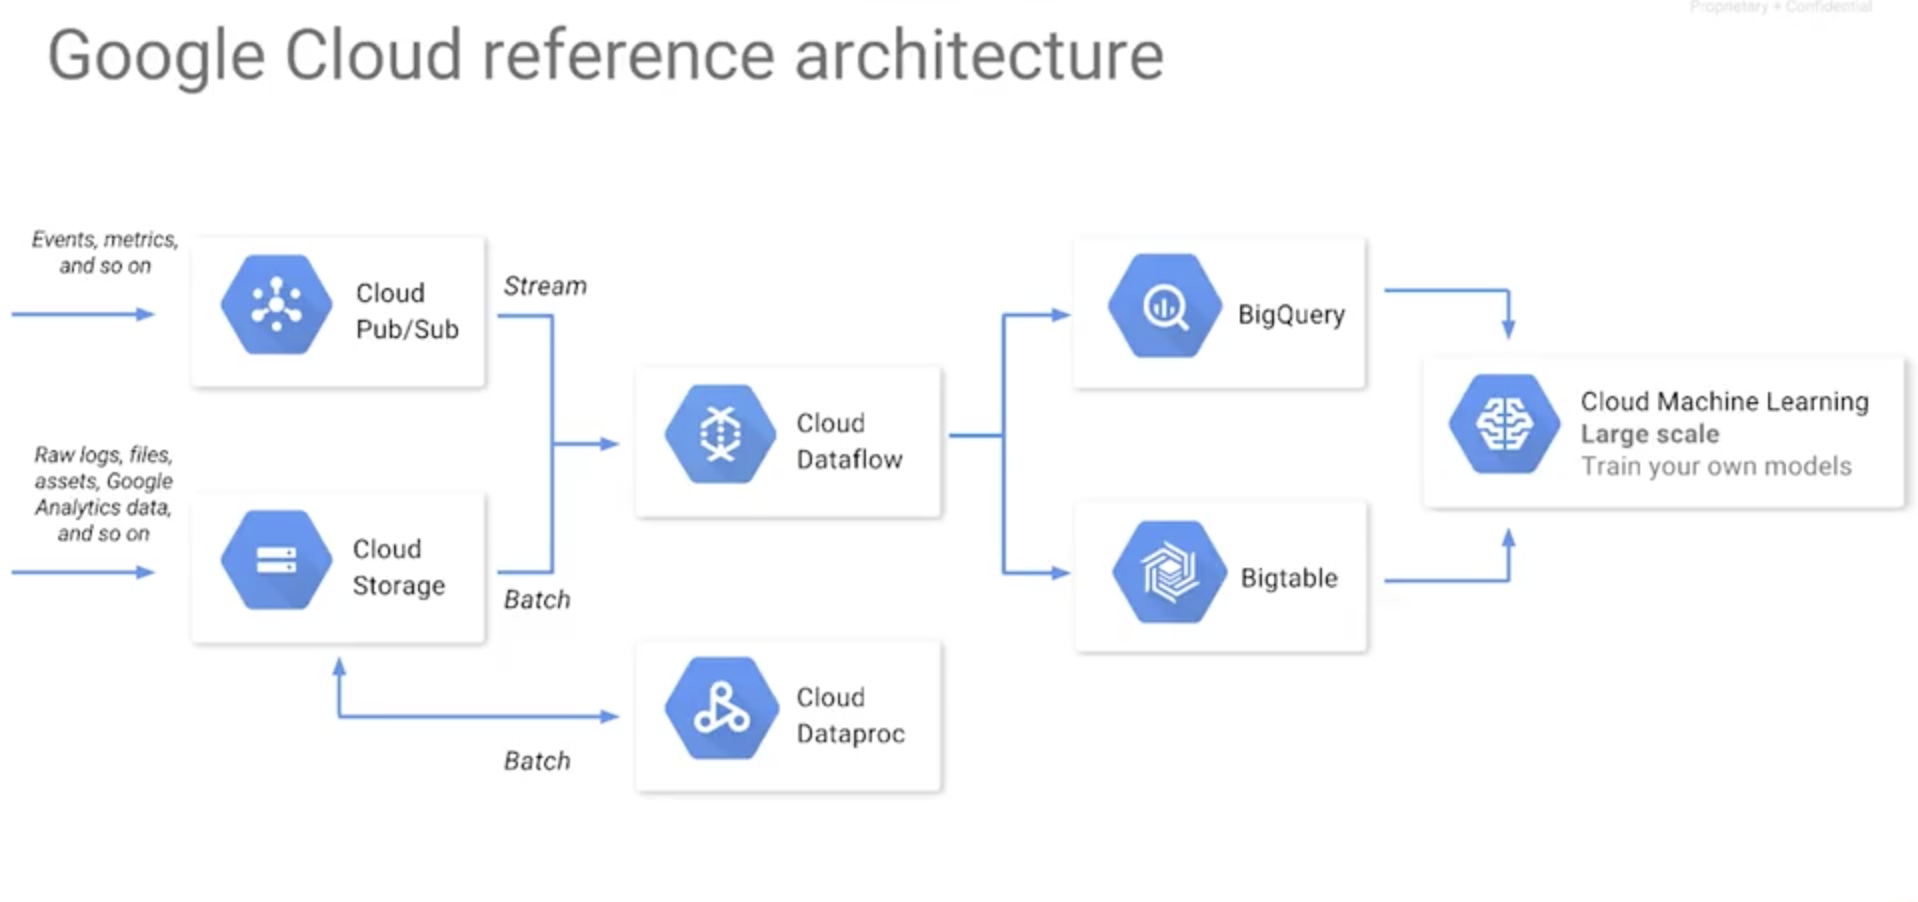 Proprietary + Confidential
Google Cloud reference architecture
Events, metrics,
and so on
Cloud
Pub/Sub
Stream
Raw logs, files,
assets, Google
Analytics data,
and so on
Cloud
Storage
Batch
Cloud
Dataflow
Cloud
Dataproc
Batch
BigQuery
Bigtable
Cloud Machine Learning
Large scale
Train your own models